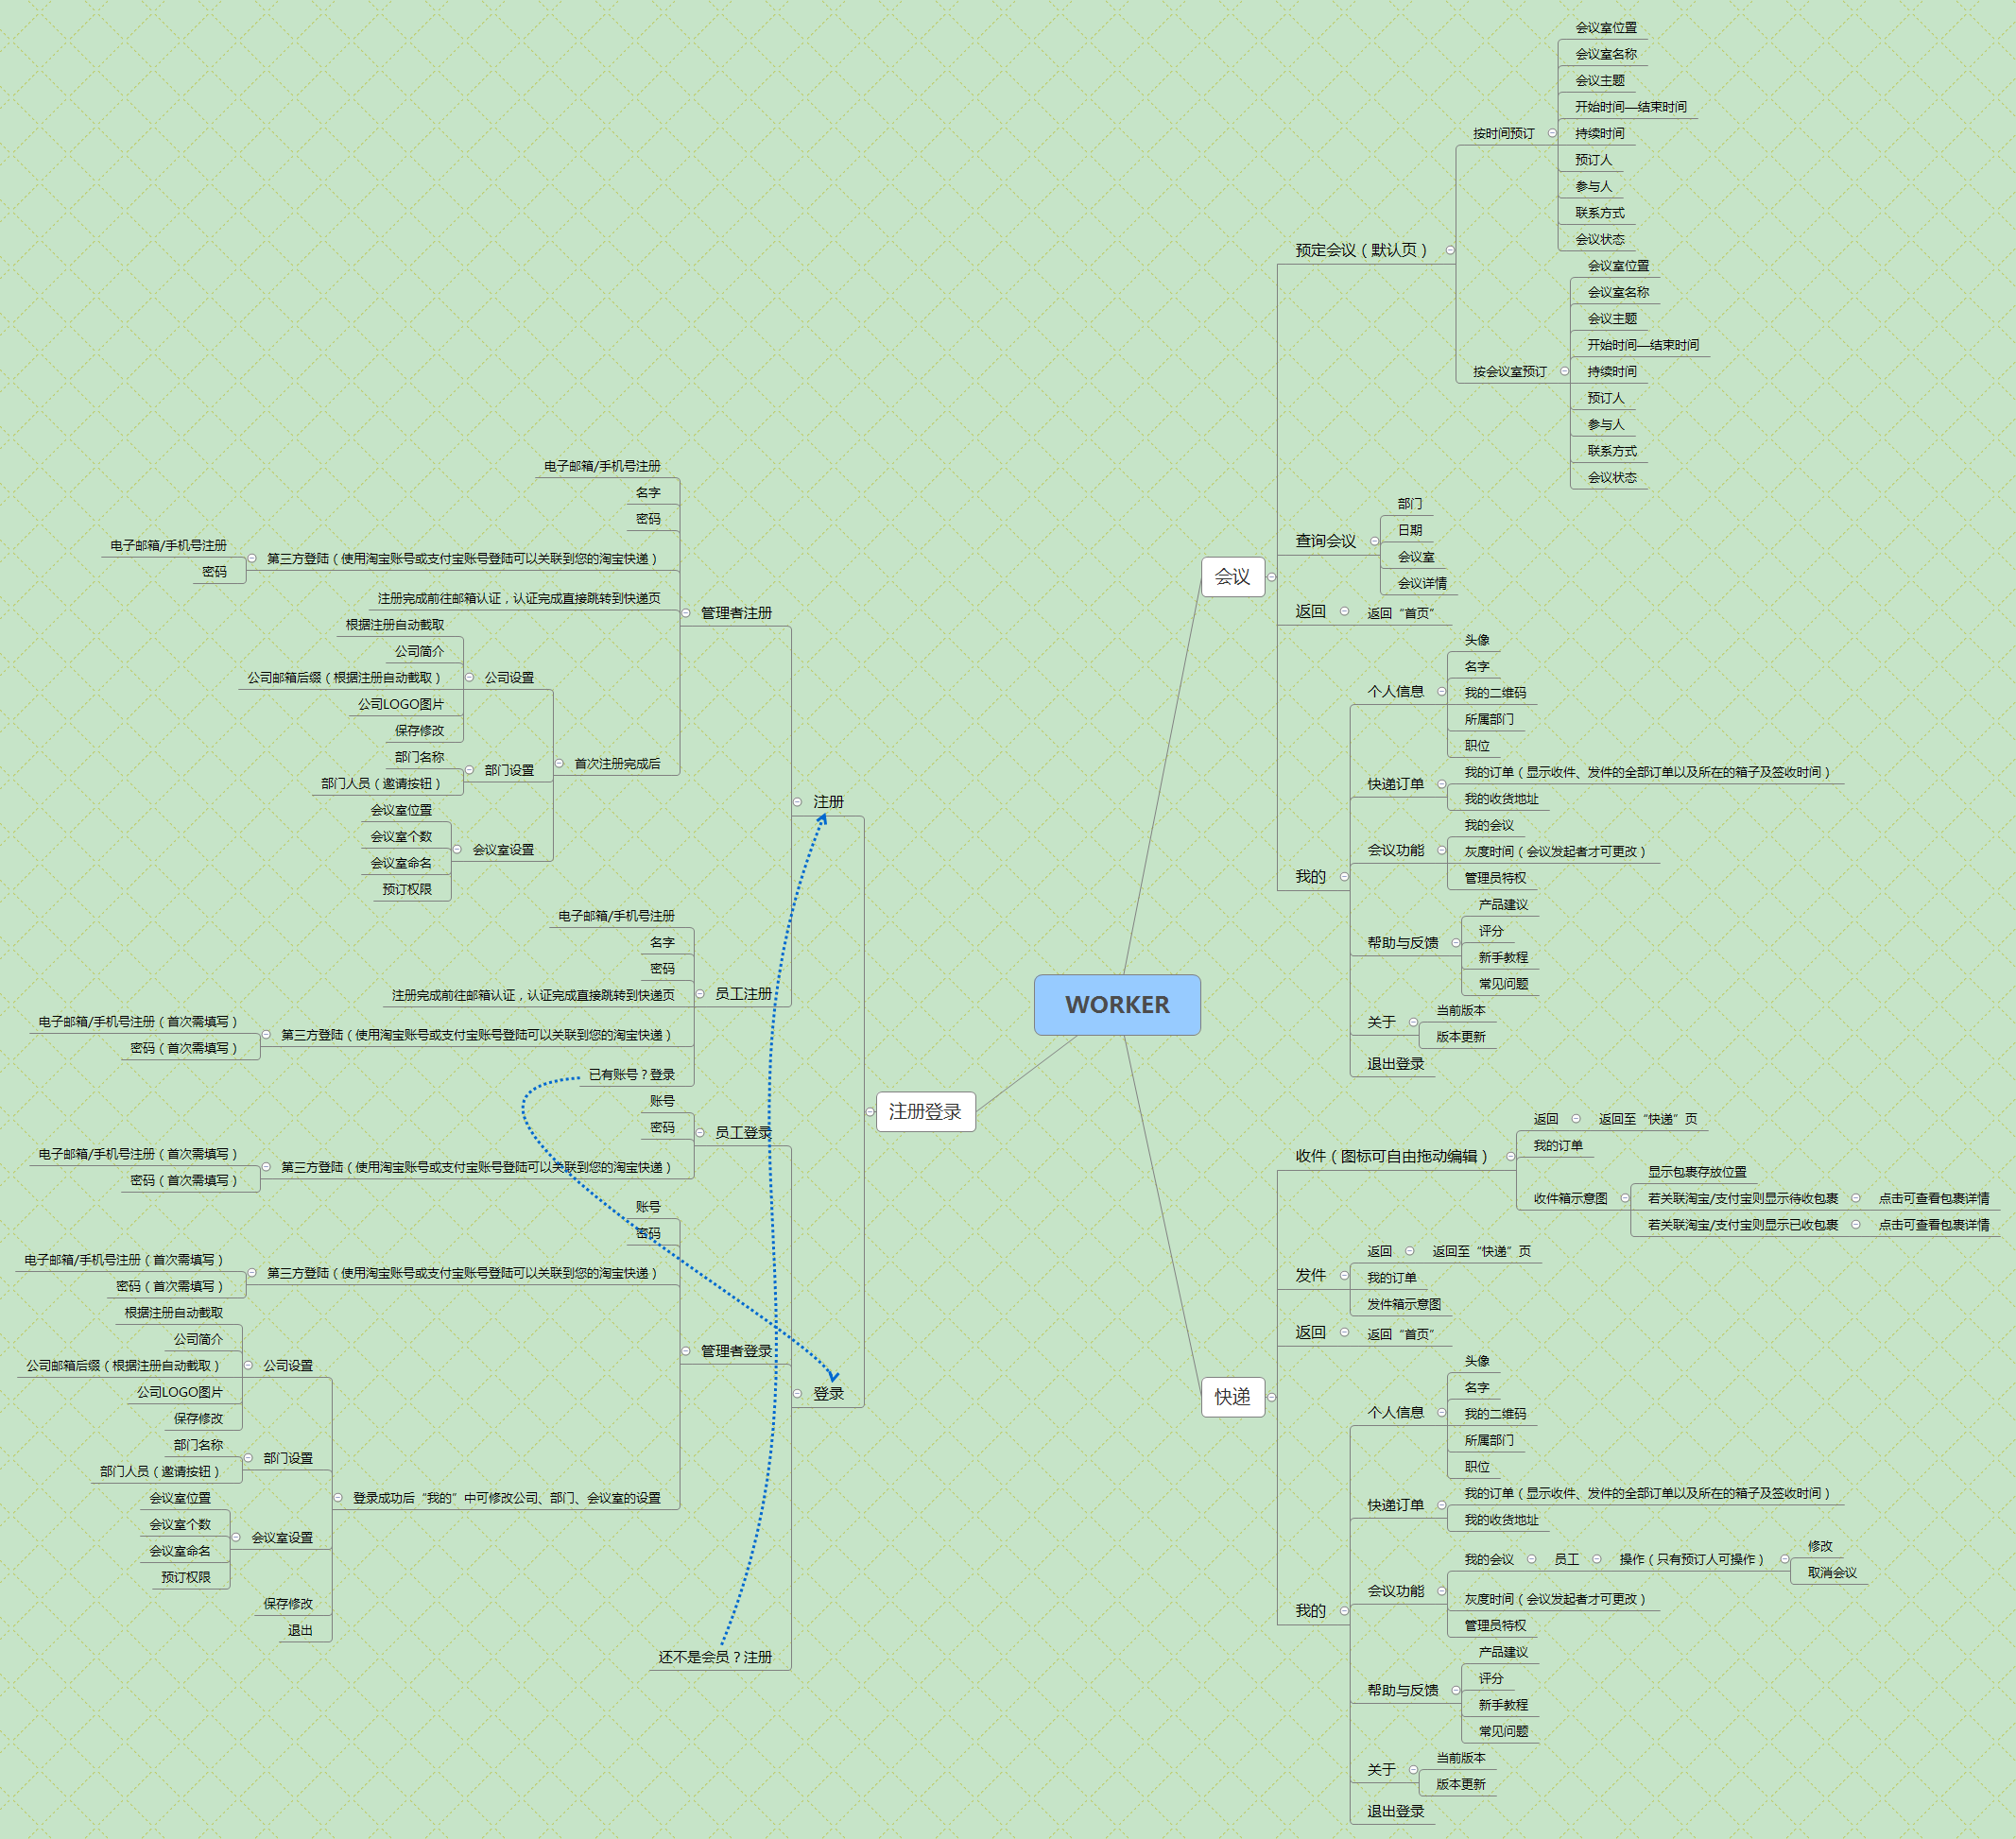 WORKER
会议
预定会议（默认页）
按时间预订
会议室位置
会议室名称
会议主题
开始时间—结束时间
持续时间
预订人
参与人
联系方式
会议状态
按会议室预订
会议室位置
会议室名称
会议主题
开始时间—结束时间
持续时间
预订人
参与人
联系方式
会议状态
查询会议
部门
日期
会议室
会议详情
返回
返回“首页”
我的
个人信息
头像
名字
我的二维码
所属部门
职位
快递订单
我的订单（显示收件、发件的全部订单以及所在的箱子及签收时间）
我的收货地址
会议功能
我的会议
灰度时间（会议发起者才可更改）
管理员特权
帮助与反馈
产品建议
评分
新手教程
常见问题
关于
当前版本
版本更新
退出登录
快递
收件（图标可自由拖动编辑）
返回
返回至“快递”页
我的订单
收件箱示意图
显示包裹存放位置
若关联淘宝/支付宝则显示待收包裹
点击可查看包裹详情
若关联淘宝/支付宝则显示已收包裹
点击可查看包裹详情
发件
返回
返回至“快递”页
我的订单
发件箱示意图
返回
返回“首页”
我的
个人信息
头像
名字
我的二维码
所属部门
职位
快递订单
我的订单（显示收件、发件的全部订单以及所在的箱子及签收时间）
我的收货地址
会议功能
我的会议
员工
操作（只有预订人可操作）
修改
取消会议
灰度时间（会议发起者才可更改）
管理员特权
帮助与反馈
产品建议
评分
新手教程
常见问题
关于
当前版本
版本更新
退出登录
注册登录
注册
管理者注册
电子邮箱/手机号注册
名字
密码
第三方登陆（使用淘宝账号或支付宝账号登陆可以关联到您的淘宝快递）
电子邮箱/手机号注册
密码
注册完成前往邮箱认证，认证完成直接跳转到快递页
首次注册完成后
公司设置
根据注册自动截取
公司简介
公司邮箱后缀（根据注册自动截取）
公司LOGO图片
保存修改
部门设置
部门名称
部门人员（邀请按钮）
会议室设置
会议室位置
会议室个数
会议室命名
预订权限
员工注册
电子邮箱/手机号注册
名字
密码
注册完成前往邮箱认证，认证完成直接跳转到快递页
第三方登陆（使用淘宝账号或支付宝账号登陆可以关联到您的淘宝快递）
电子邮箱/手机号注册（首次需填写）
密码（首次需填写）
已有账号？登录
登录
员工登录
账号
密码
第三方登陆（使用淘宝账号或支付宝账号登陆可以关联到您的淘宝快递）
电子邮箱/手机号注册（首次需填写）
密码（首次需填写）
管理者登录
账号
密码
第三方登陆（使用淘宝账号或支付宝账号登陆可以关联到您的淘宝快递）
电子邮箱/手机号注册（首次需填写）
密码（首次需填写）
登录成功后“我的”中可修改公司、部门、会议室的设置
公司设置
根据注册自动截取
公司简介
公司邮箱后缀（根据注册自动截取）
公司LOGO图片
保存修改
部门设置
部门名称
部门人员（邀请按钮）
会议室设置
会议室位置
会议室个数
会议室命名
预订权限
保存修改
退出
还不是会员？注册